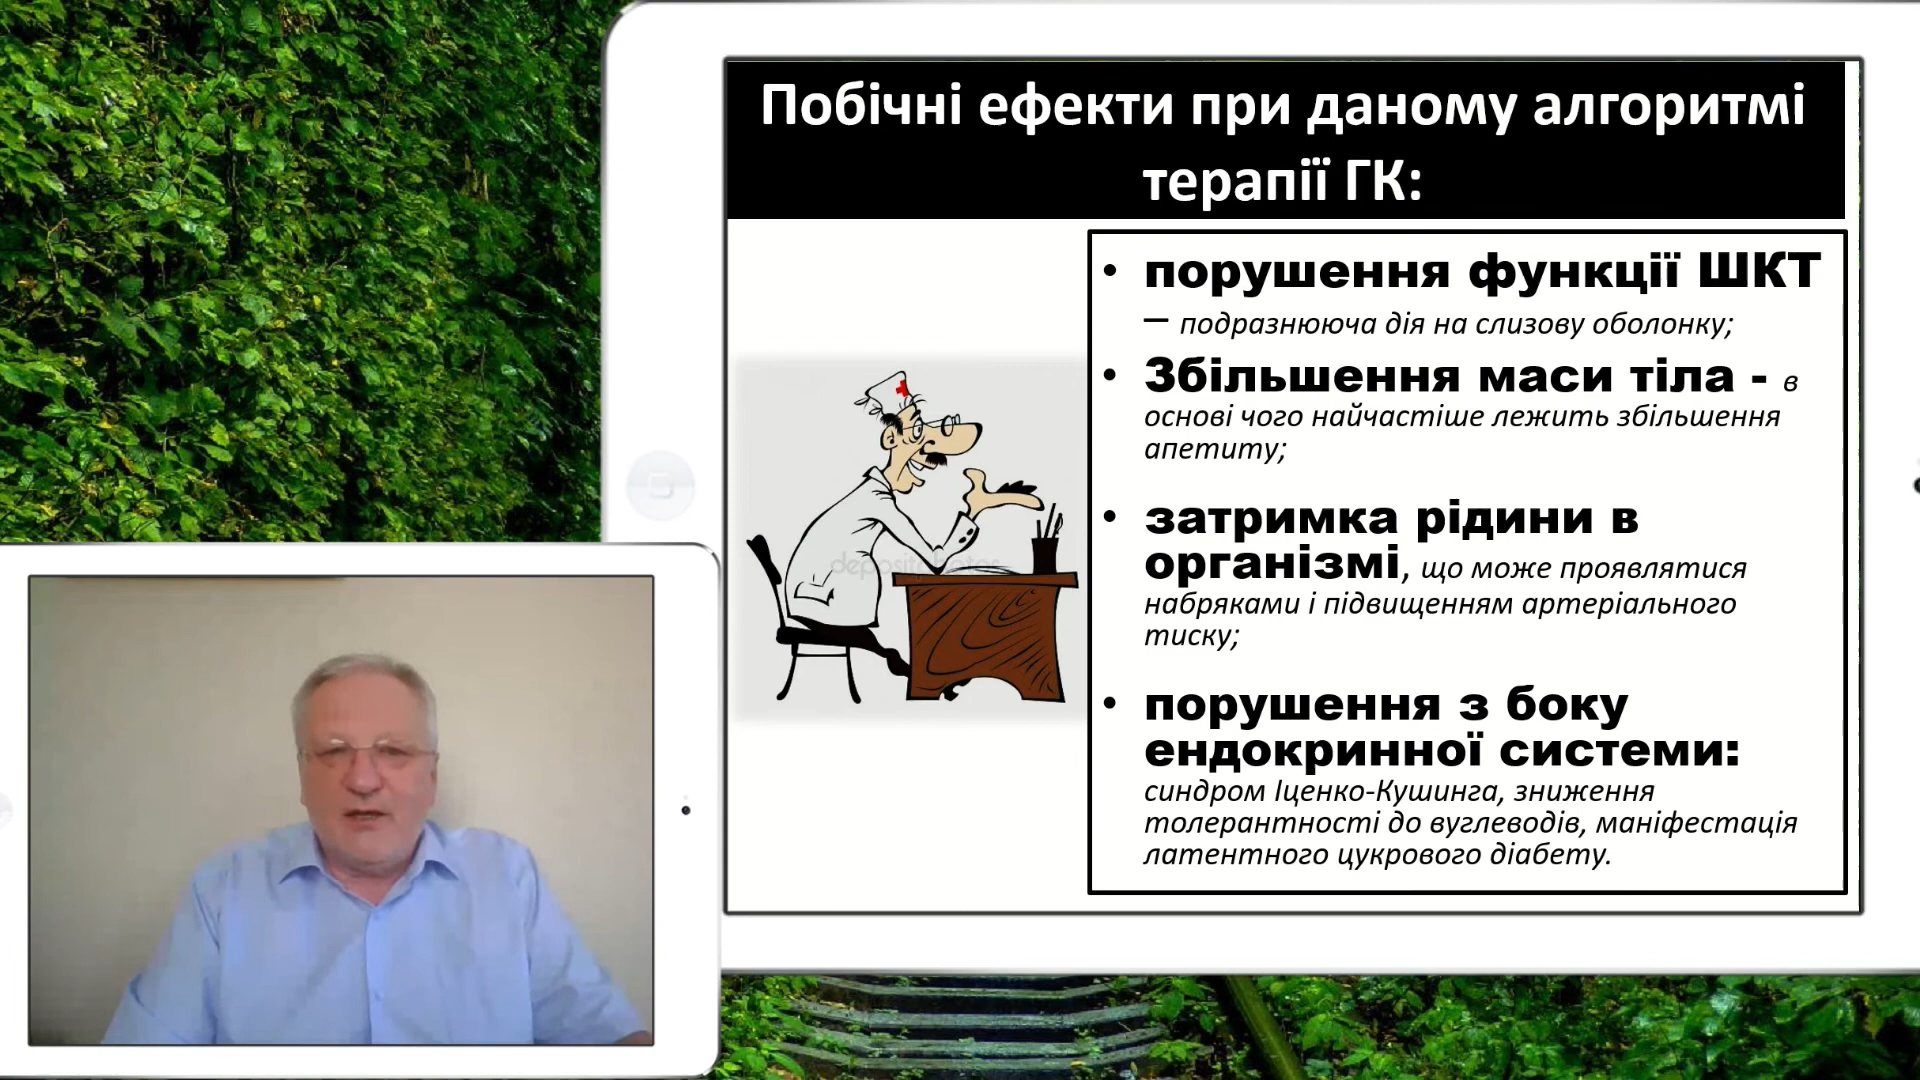 Побічні ефекти при даному алгоритмі
терапії ГК:
• порушення функції ШКТ
– подразнююча дія на слизову оболонку;
• Збільшення маси тіла - в
основі чого найчастіше лежить збільшення
апетиту;
• затримка рідини в
організмі, що може проявлятися
набряками і підвищенням артеріального
тиску;
• порушення з боку
ендокринної системи:
синдром Іценко-Кушинга, зниження
толерантності до вуглеводів, маніфестація
латентного цукрового діабету.
depositphotos